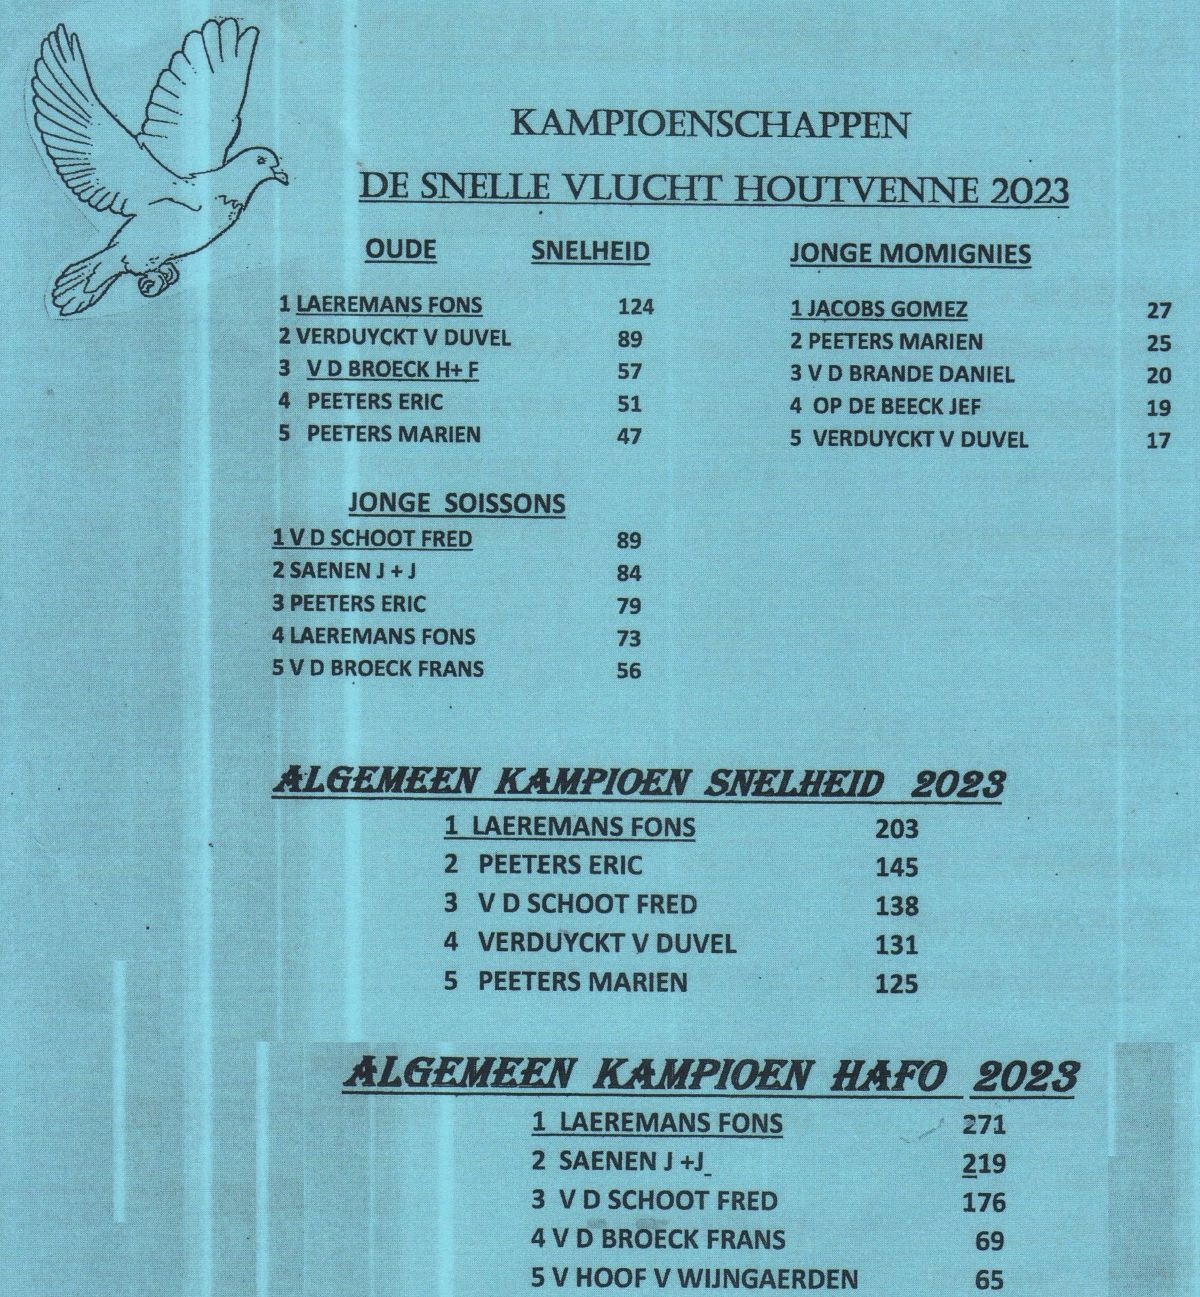 KAMPIOENSCHAPPEN
DE SNELLE VLUCHT HOUTVENNE 2023
OUDE SNELHEID
1 LAEREMANS FONS 124
2 VERDUYCKT V DUVEL 89
3 V D BROECK H+ F 57
4 PEETERS ERIC 51
5 PEETERS MARIEN 47
JONGE MOMIGNIES
1 JACOBS GOMEZ 27
2 PEETERS MARIEN 25
3 V D BRANDE DANIEL 20
4 OP DE BEECK JEF 19
5 VERDUYCKT V DUVEL 17
JONGE SOISSONS
1 V D SCHOOT FRED 89
2 SAENEN J + J 84
3 PEETERS ERIC 79
4 LAEREMANS FONS 73
5 V D BROECK FRANS 56
ALGEMEEN KAMPIOEN SNELHEID 2023
1 LAEREMANS FONS 203
2 PEETERS ERIC 145
3 V D SCHOOT FRED 138
4 VERDUYCKT V DUVEL 131
5 PEETERS MARIEN 125
ALGEMEEN KAMPIOEN HAFO 2023
1 LAEREMANS FONS 271
2 SAENEN J +J 219
3 V D SCHOOT FRED 176
4 V D BROECK FRANS 69
5 V HOOF V WIJNGAERDEN 65